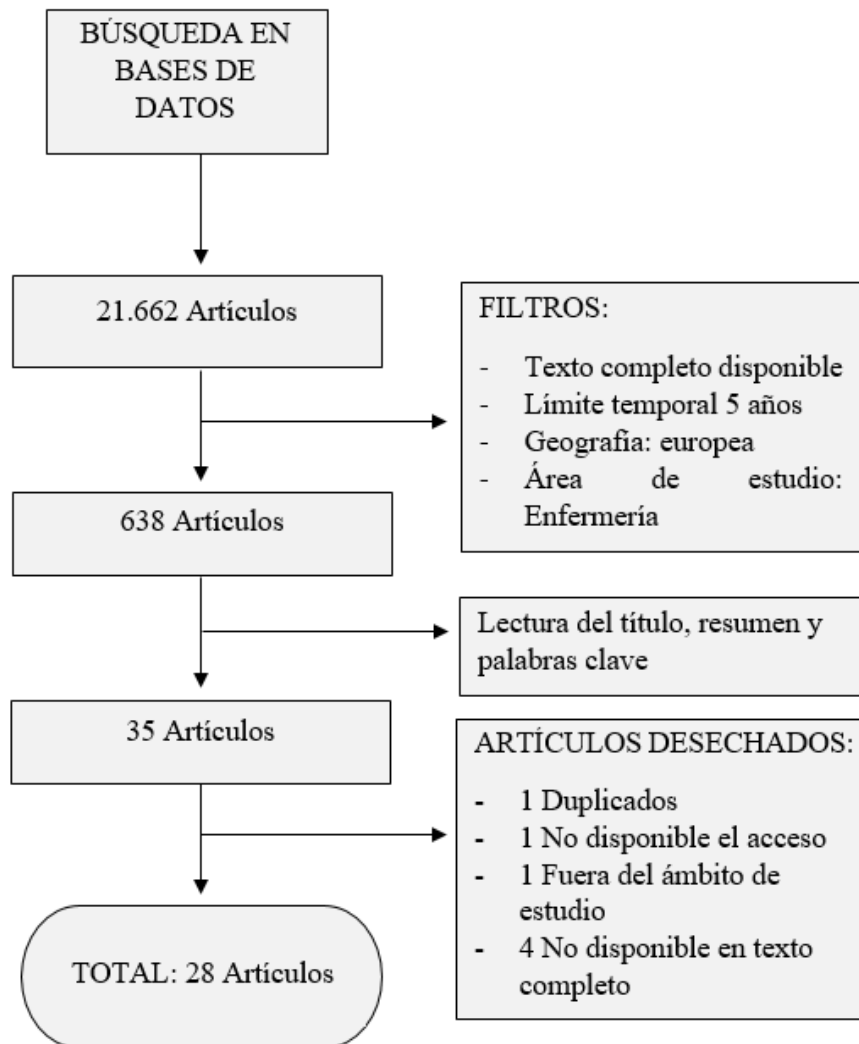 BÚSQUEDA EN
BASES DE
DATOS
21.662 Artículos
FILTROS:
- Texto completo disponible
- Límite temporal 5 años
- Geografía: europea
- Área de estudio:
Enfermería
638 Artículos
Lectura del título, resumen y
palabras clave
35 Artículos
ARTÍCULOS DESECHADOS:
- 1 Duplicados
- 1 No disponible el acceso
- 1 Fuera del ámbito de
estudio
- 4 No disponible en texto
completo
TOTAL: 28 Artículos